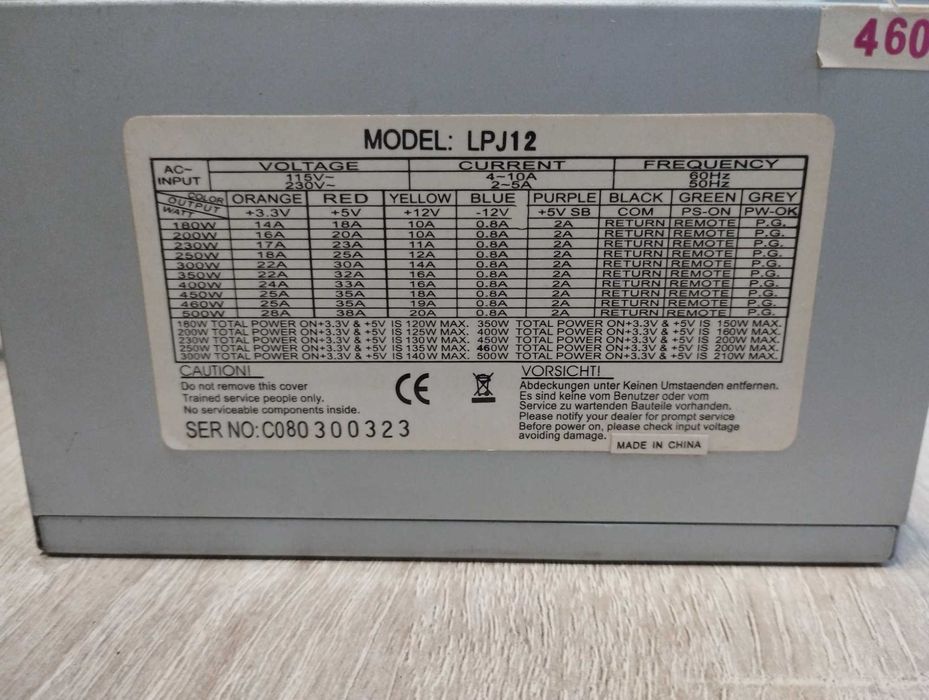 460
MODEL: LPJ12
AC~ INPUT VOLTAGE CURRENT FREQUENCY
115V~ 4~10A 60Hz
230V~ 2~5A 50Hz
COLOR OUTPUT WATT ORANGE RED YELLOW BLUE PURPLE BLACK GREEN GREY
+3.3V +5V +12V -12V +5V SB COM PS-ON PW-OK
180W 14A 18A 10A 0.8A 2A RETURN REMOTE P.G.
200W 16A 20A 10A 0.8A 2A RETURN REMOTE P.G.
230W 17A 23A 11A 0.8A 2A RETURN REMOTE P.G.
250W 18A 25A 12A 0.8A 2A RETURN REMOTE P.G.
300W 22A 30A 14A 0.8A 2A RETURN REMOTE P.G.
350W 22A 32A 16A 0.8A 2A RETURN REMOTE P.G.
400W 24A 33A 16A 0.8A 2A RETURN REMOTE P.G.
450W 25A 35A 18A 0.8A 2A RETURN REMOTE P.G.
460W 25A 35A 19A 0.8A 2A RETURN REMOTE P.G.
500W 28A 38A 20A 0.8A 2A RETURN REMOTE P.G.
180W TOTAL POWER ON+3.3V & +5V IS 120W MAX. 350W TOTAL POWER ON+3.3V & +5V IS 150W MAX.
200W TOTAL POWER ON+3.3V & +5V IS 125W MAX. 400W TOTAL POWER ON+3.3V & +5V IS 160W MAX.
230W TOTAL POWER ON+3.3V & +5V IS 130W MAX. 450W TOTAL POWER ON+3.3V & +5V IS 200W MAX.
250W TOTAL POWER ON+3.3V & +5V IS 135W MAX. 460W TOTAL POWER ON+3.3V & +5V IS 200W MAX.
300W TOTAL POWER ON+3.3V & +5V IS 140W MAX. 500W TOTAL POWER ON+3.3V & +5V IS 210W MAX.
CAUTION!
Do not remove this cover
Trained service people only.
No serviceable components inside.
SER NO:C080300323
CE
VORSICHT!
Abdeckungen unter Keinen Umstaenden entfernen.
Es sind keine vom Benutzer oder vom
Service zu wartenden Bauteile vorhanden.
Please notify your dealer for prompt service
Before power on, please check input voltage
avoiding damage.
MADE IN CHINA